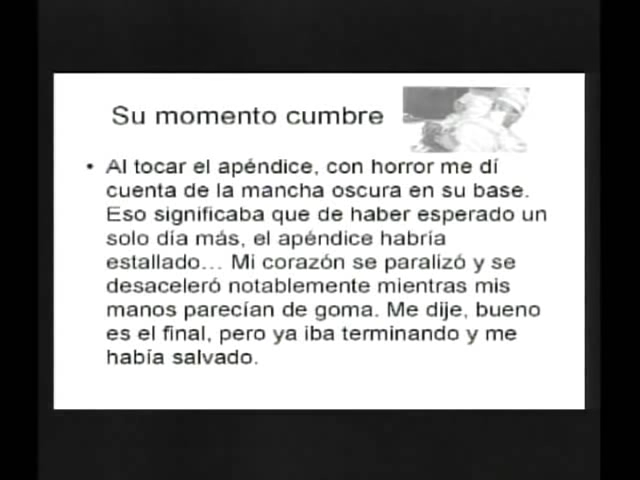 Su momento cumbre
• Al tocar el apéndice, con horror me dí
cuenta de la mancha oscura en su base.
Eso significaba que de haber esperado un
solo día más, el apéndice habría
estallado… Mi corazón se paralizó y se
desaceleró notablemente mientras mis
manos parecían de goma. Me dije, bueno
es el final, pero ya iba terminando y me
había salvado.